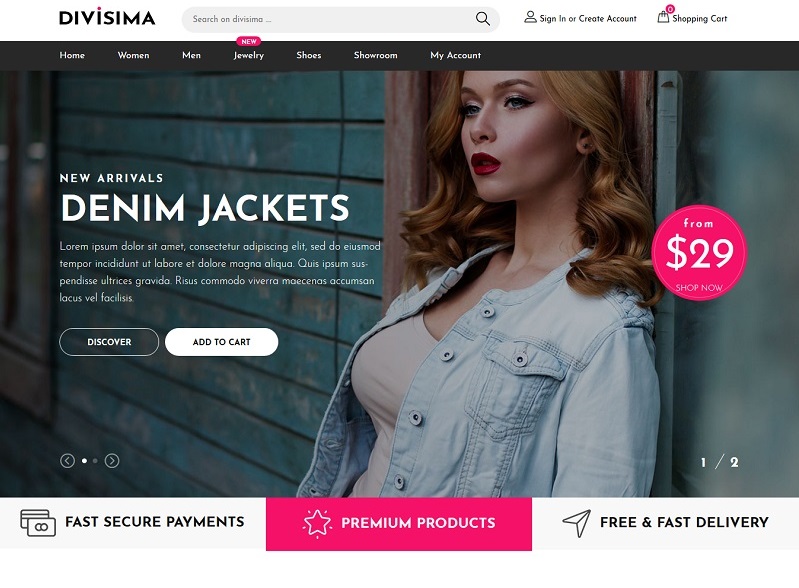 DIVISIMA
Search on divisima ....
Sign In or Create Account
0
Shopping Cart
NEW
Home
Women
Men
Jewelry
Shoes
Showroom
My Account
NEW ARRIVALS
DENIM JACKETS
Lorem ipsum dolor sit amet, consectetur adipiscing elit, sed do eiusmod
tempor incididunt ut labore et dolore magna aliqua. Quis ipsum sus-
pendisse ultrices gravida. Risus commodo viverra maecenas accumsan
lacus vel facilisis.
from
$29
SHOP NOW
DISCOVER
ADD TO CART
1 / 2
FAST SECURE PAYMENTS
PREMIUM PRODUCTS
FREE & FAST DELIVERY